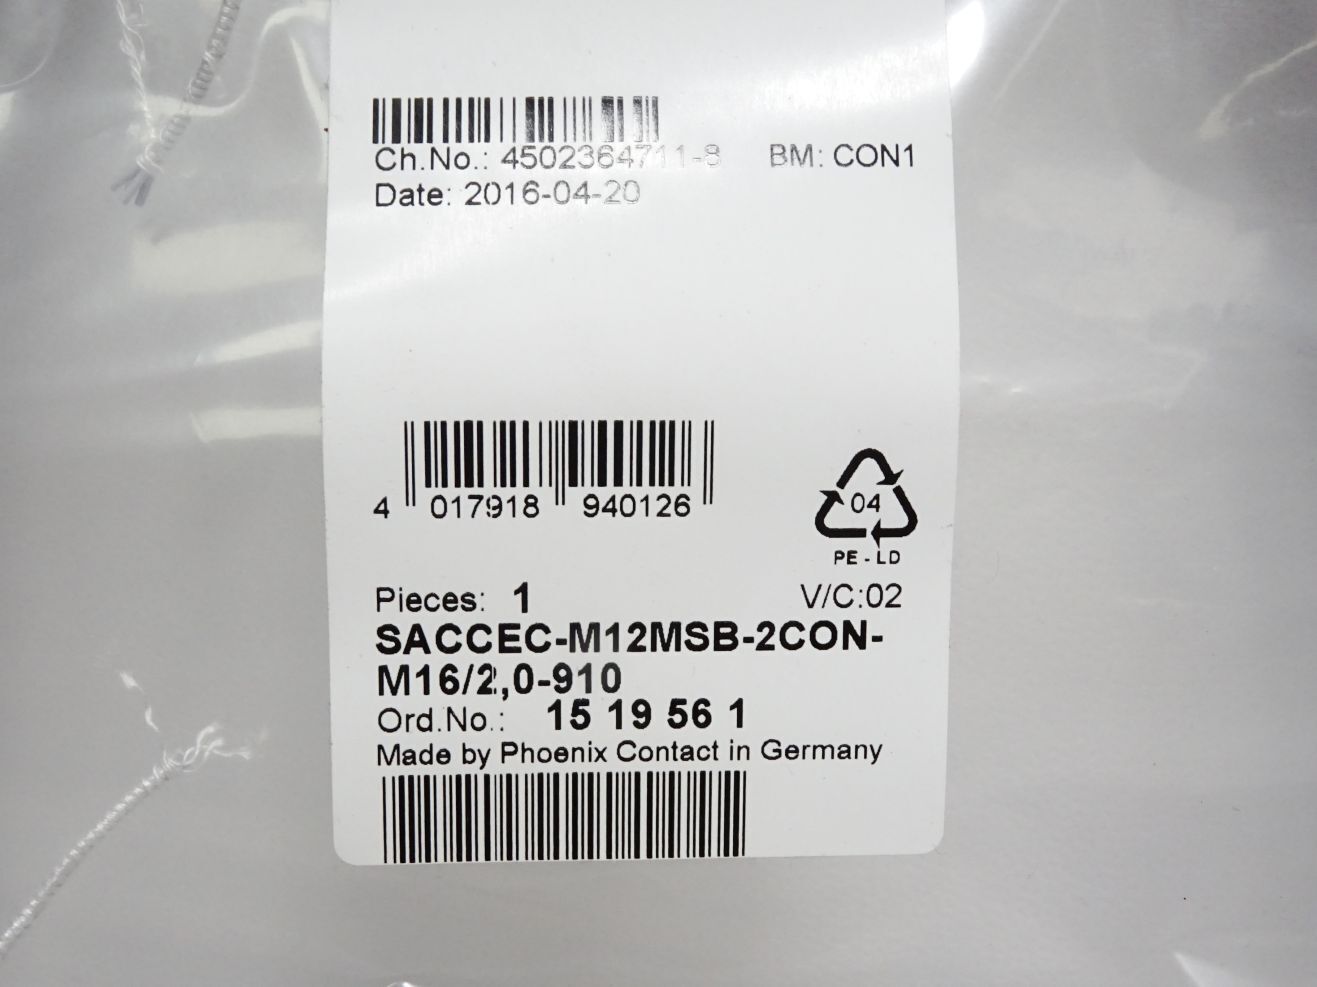 Ch.No.: 4502364711-8 BM: CON1
Date: 2016-04-20
4 017918 940126
04
PE-LD
Pieces: 1 V/C:02
SACCEC-M12MSB-2CON-
M16/2,0-910
Ord.No.: 15 19 56 1
Made by Phoenix Contact in Germany